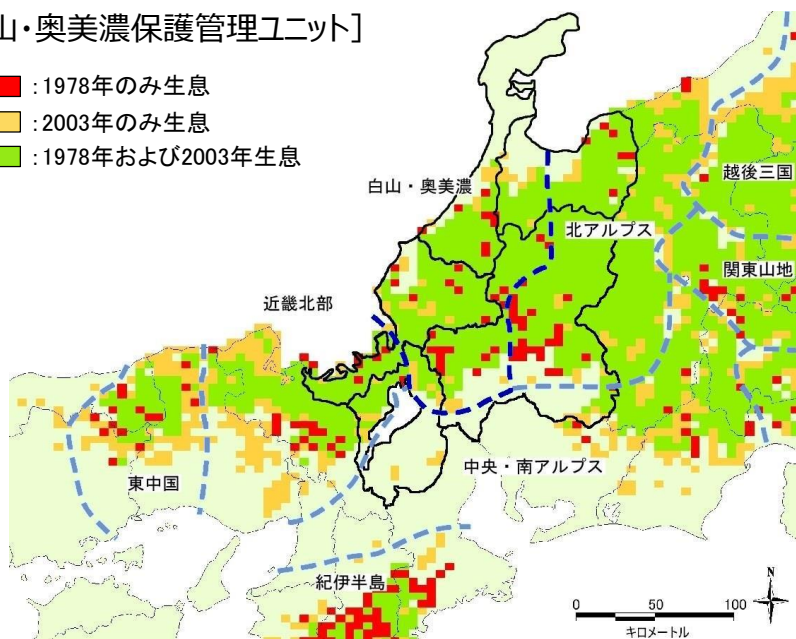 山・奥美濃保護管理ユニット]
:1978年のみ生息
:2003年のみ生息
:1978年および2003年生息
越後三国
白山・奥美濃
北アルプス
関東山地
近畿北部
中央・南アルプス
東中国
紀伊半島
N
0 50 100
キロメートル